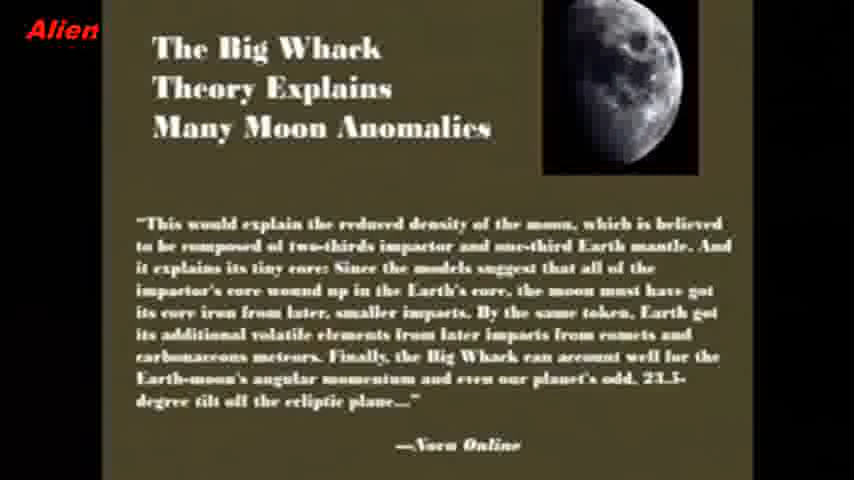 Alien
The Big Whack
Theory Explains
Many Moon Anomalies
"This would explain the reduced density of the moon, which is believed
to be composed of two-thirds impactor and one-third Earth mantle. And
it explains its tiny core: Since the models suggest that all of the
impactor's core wound up in the Earth's core, the moon must have got
its core iron from later, smaller impacts. By the same token, Earth got
its additional volatile elements from later impacts from comets and
carbonaceous meteors. Finally, the Big Whack can account well for the
Earth-moon's angular momentum and even our planet's odd, 23.5-
degree tilt off the ecliptic plane..."
—Nova Online